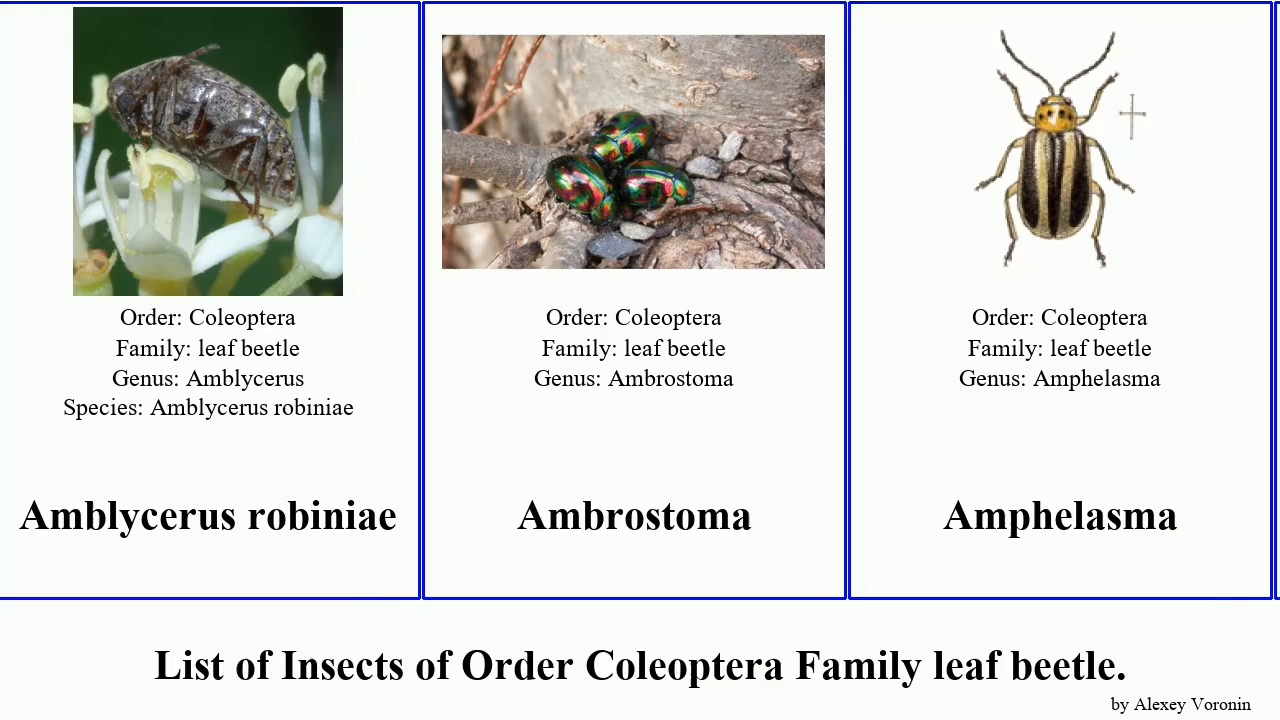 Order: Coleoptera
Family: leaf beetle
Genus: Amblycerus
Species: Amblycerus robiniae
Amblycerus robiniae
Order: Coleoptera
Family: leaf beetle
Genus: Ambrostoma
Ambrostoma
Order: Coleoptera
Family: leaf beetle
Genus: Amphelasma
Amphelasma
List of Insects of Order Coleoptera Family leaf beetle.
by Alexey Voronin